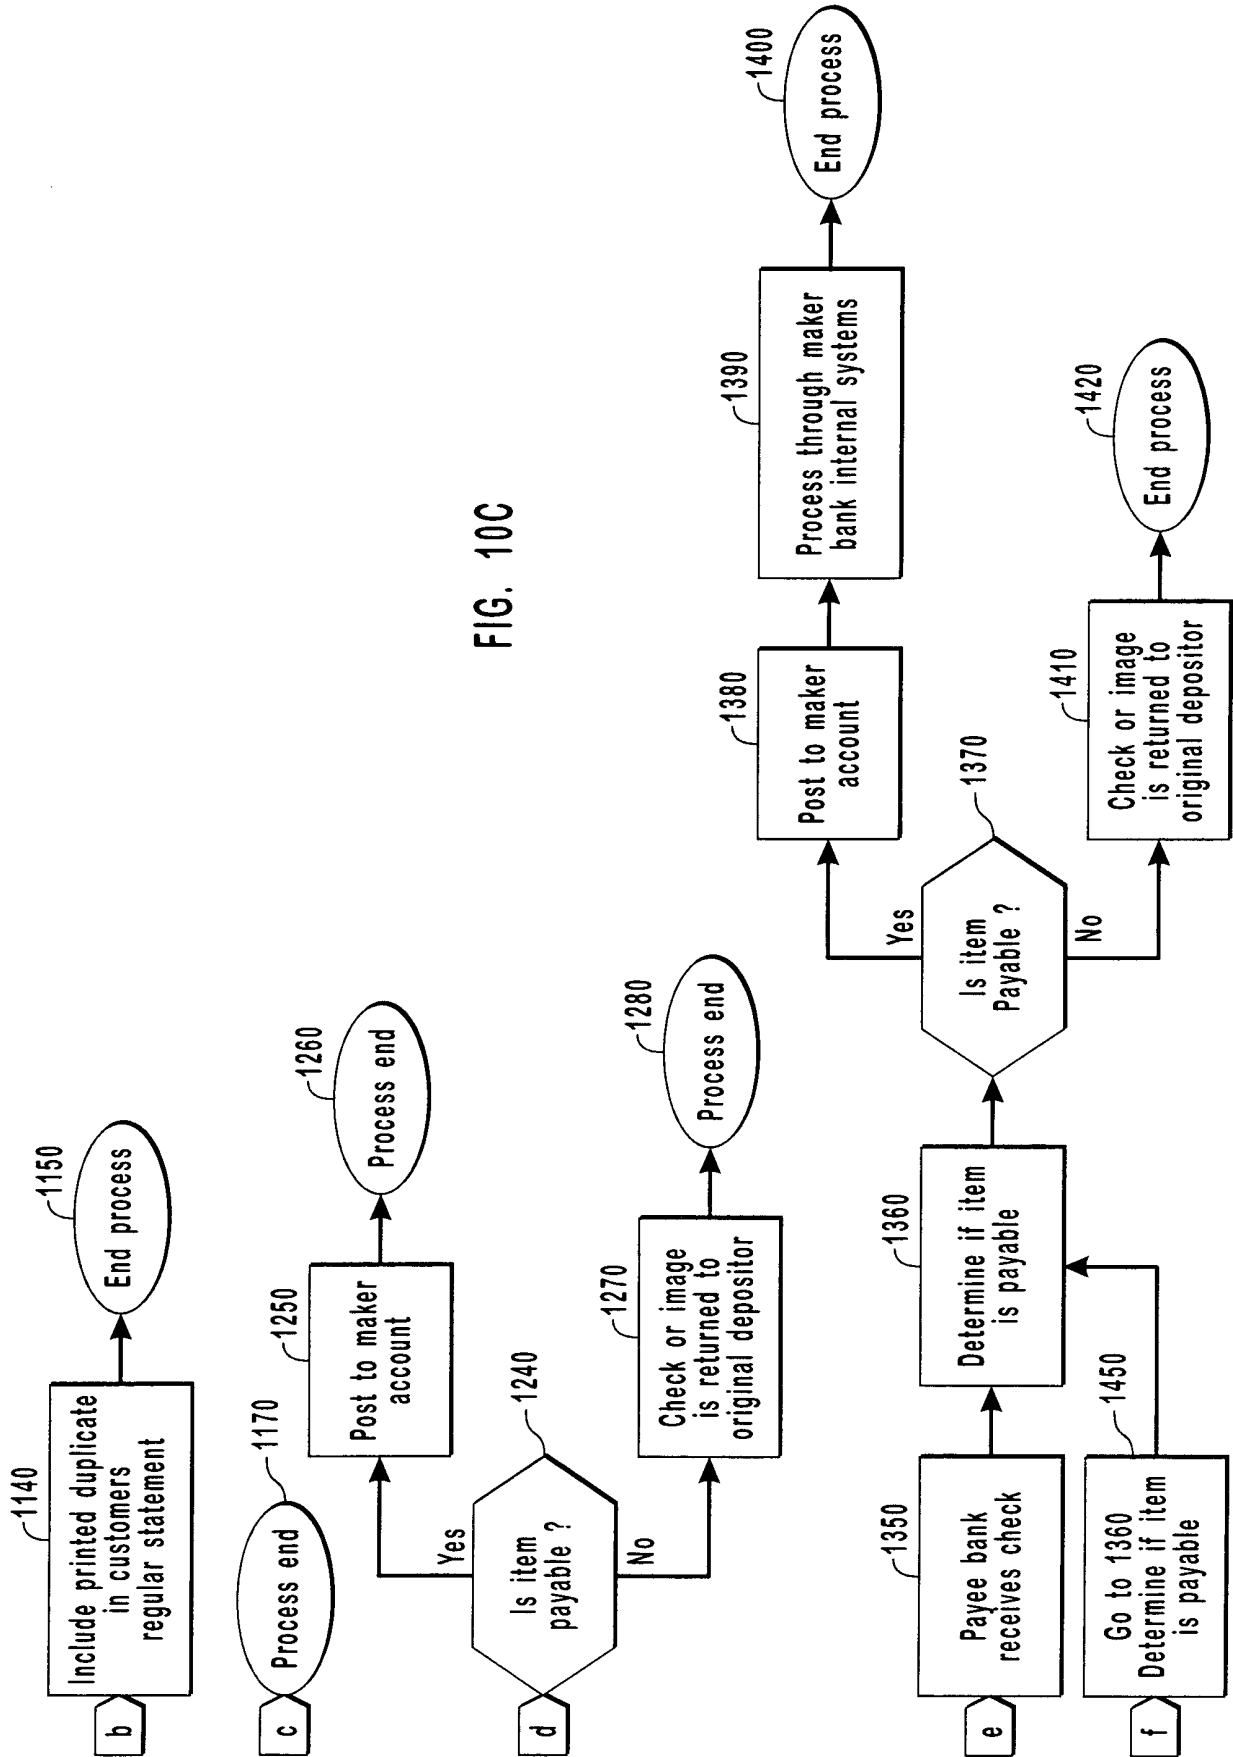 FIG. 10C
b
1140
Include printed duplicate
in customers
regular statement
1150
End process
c
1170
Process end
d
1240
Is item
payable ?
Yes
1250
Post to maker
account
1260
Process end
No
1270
Check or image
is returned to
original depositor
1280
Process end
e
1350
Payee bank
receives check
1360
Determine if item
is payable
f
1450
Go to 1360
Determine if item
is payable
1370
Is item
Payable ?
Yes
1380
Post to maker
account
1390
Process through maker
bank internal systems
1400
End process
No
1410
Check or image
is returned to
original depositor
1420
End process